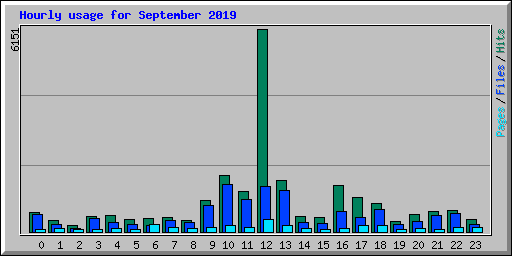 Hourly usage for September 2019
6151
Pages / Files / Hits
0 1 2 3 4 5 6 7 8 9 10 11 12 13 14 15 16 17 18 19 20 21 22 23